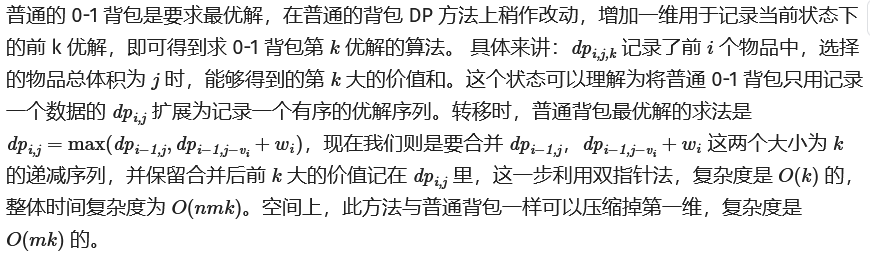 普通的 0-1 背包是要求最优解，在普通的背包 DP 方法上稍作改动，增加一维用于记录当前状态下
的前 k 优解，即可得到求 0-1 背包第 $k$ 优解的算法。 具体来讲：$dp_{i,j,k}$ 记录了前 $i$ 个物品中，选择
的物品总体积为 $j$ 时，能够得到的第 $k$ 大的价值和。这个状态可以理解为将普通 0-1 背包只用记录
一个数据的 $dp_{i,j}$ 扩展为记录一个有序的优解序列。转移时，普通背包最优解的求法是
$dp_{i,j} = \max(dp_{i-1,j}, dp_{i-1,j-v_i} + w_i)$，现在我们则是要合并 $dp_{i-1,j}$，$dp_{i-1,j-v_i} + w_i$ 这两个大小为 $k$
的递减序列，并保留合并后前 $k$ 大的价值记在 $dp_{i,j}$ 里，这一步利用双指针法，复杂度是 $O(k)$ 的，
整体时间复杂度为 $O(nmk)$。空间上，此方法与普通背包一样可以压缩掉第一维，复杂度是
$O(mk)$ 的。